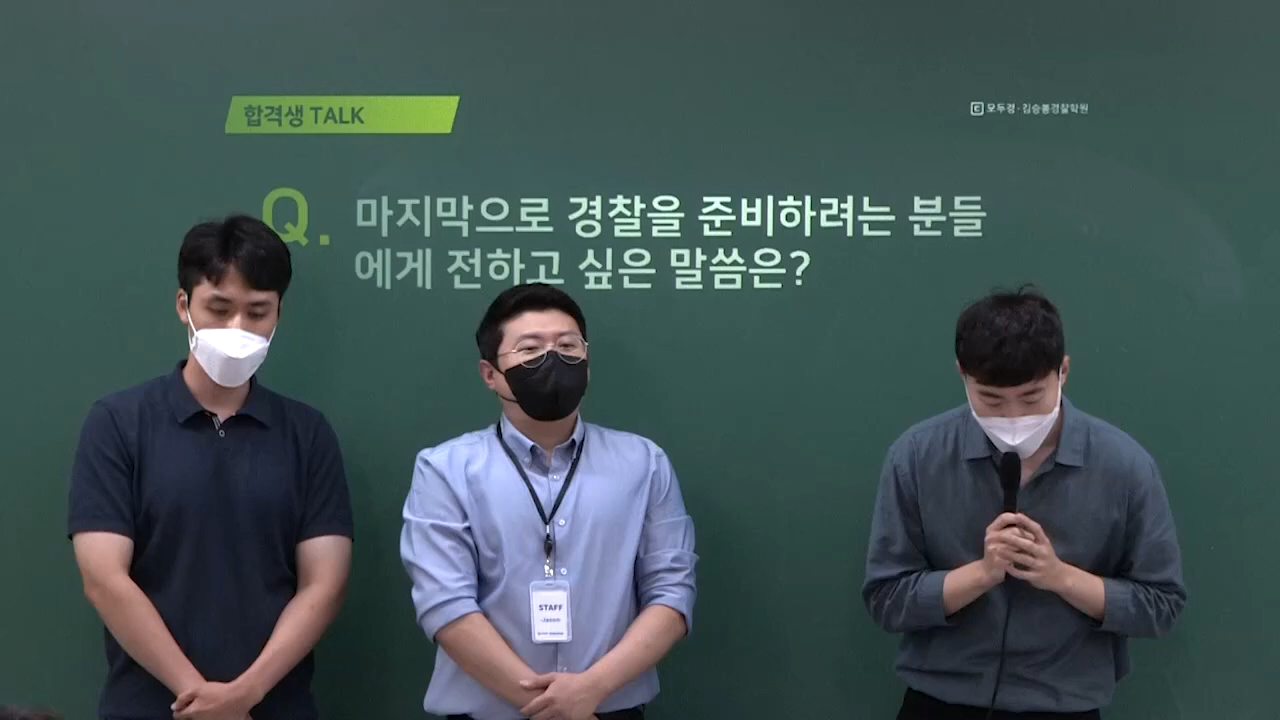 합격생 TALK
모두경·김승봉경찰학원
Q. 마지막으로 경찰을 준비하려는 분들
에게 전하고 싶은 말씀은?
STAFF